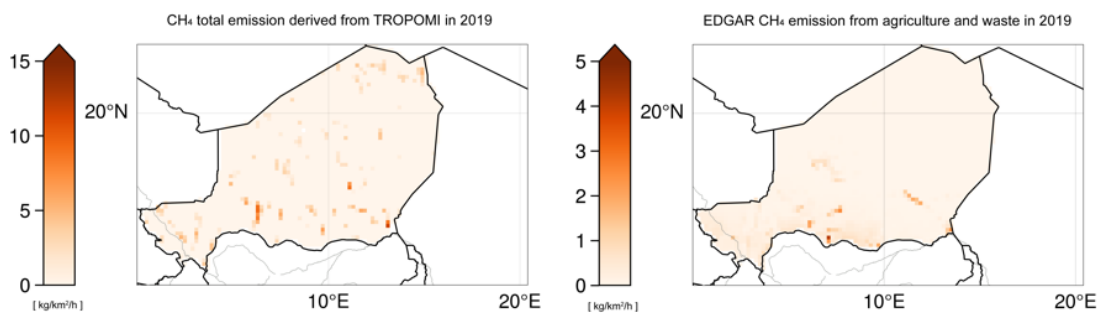 CH₄ total emission derived from TROPOMI in 2019
15
10
5
0
[ kg/km²/h ]
20°N
10°E
20°E
EDGAR CH₄ emission from agriculture and waste in 2019
5
4
3
2
1
0
[ kg/km²/h ]
20°N
10°E
20°E